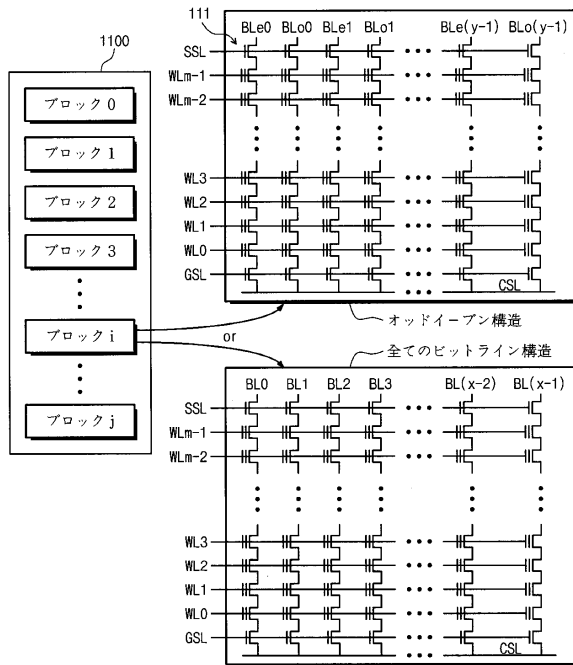 1100
ブロック0
ブロック1
ブロック2
ブロック3
ブロックi
ブロックj
or
111
BLe0 BLo0 BLe1 BLo1 BLe(y-1) BLo(y-1)
SSL
WLm-1
WLm-2
WL3
WL2
WL1
WL0
GSL
CSL
オッドイーブン構造
全てのビットライン構造
BL0 BL1 BL2 BL3 BL(x-2) BL(x-1)
SSL
WLm-1
WLm-2
WL3
WL2
WL1
WL0
GSL
CSL